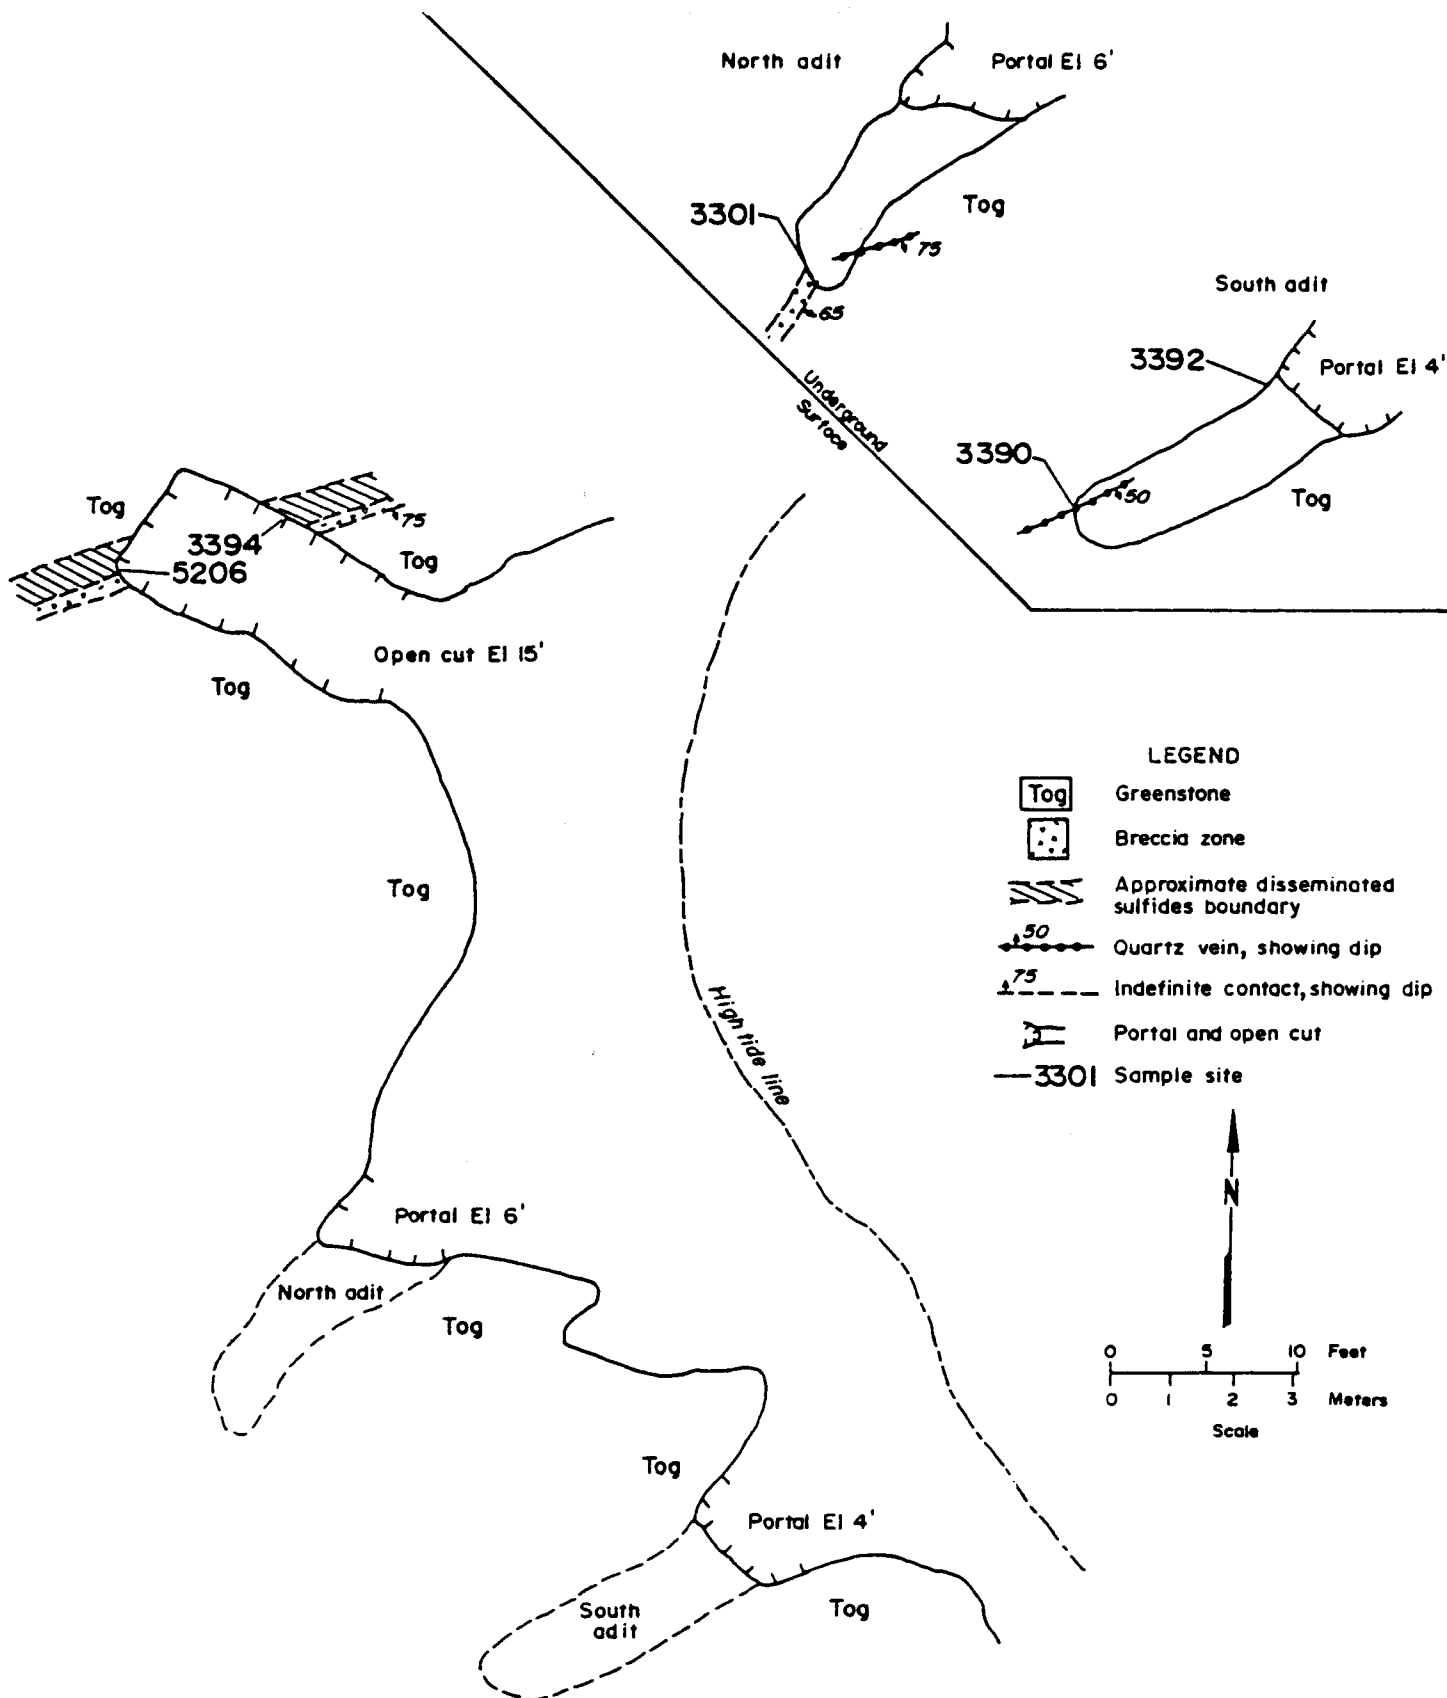 North adit
Portal El 6'
Tog
3301
75
65
South adit
3392
Portal El 4'
3390
50
Tog
Underground
Surface
Tog
75
3394
Tog
5206
Open cut El 15'
Tog
Tog
High tide line
LEGEND
Tog Greenstone
Breccia zone
Approximate disseminated
sulfides boundary
50 Quartz vein, showing dip
75 Indefinite contact, showing dip
Portal and open cut
3301 Sample site
N
0 5 10 Feet
0 1 2 3 Meters
Scale
Portal El 6'
North adit
Tog
Tog
Portal El 4'
South
adit
Tog